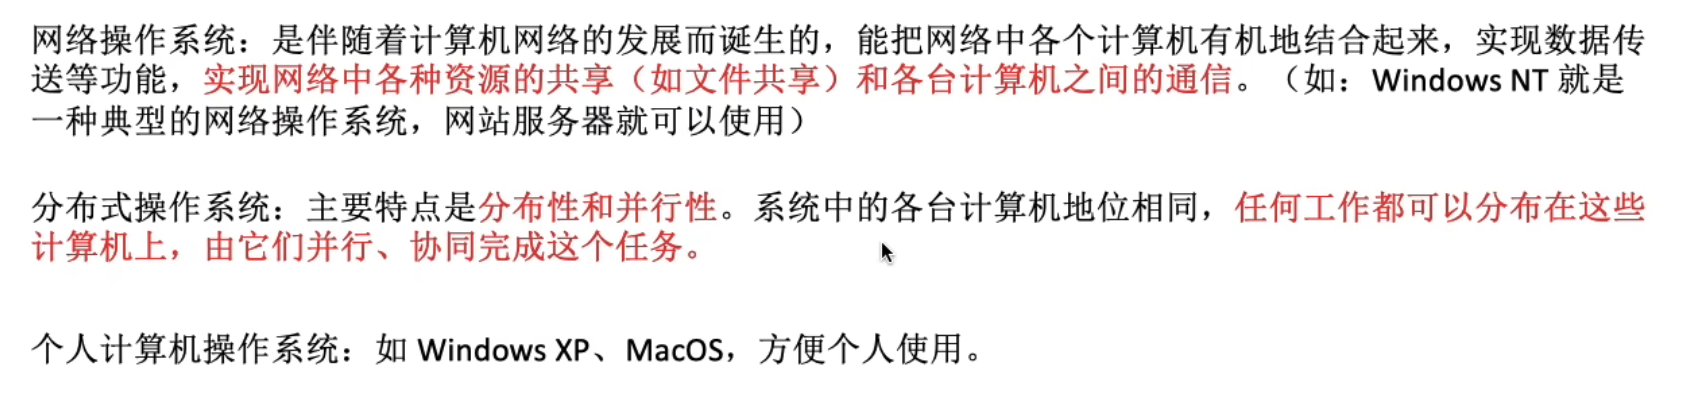 网络操作系统：是伴随着计算机网络的发展而诞生的，能把网络中各个计算机有机地结合起来，实现数据传
送等功能，实现网络中各种资源的共享（如文件共享）和各台计算机之间的通信。（如：Windows NT 就是
一种典型的网络操作系统，网站服务器就可以使用）
分布式操作系统：主要特点是分布性和并行性。系统中的各台计算机地位相同，任何工作都可以分布在这些
计算机上，由它们并行、协同完成这个任务。
个人计算机操作系统：如 Windows XP、MacOS，方便个人使用。